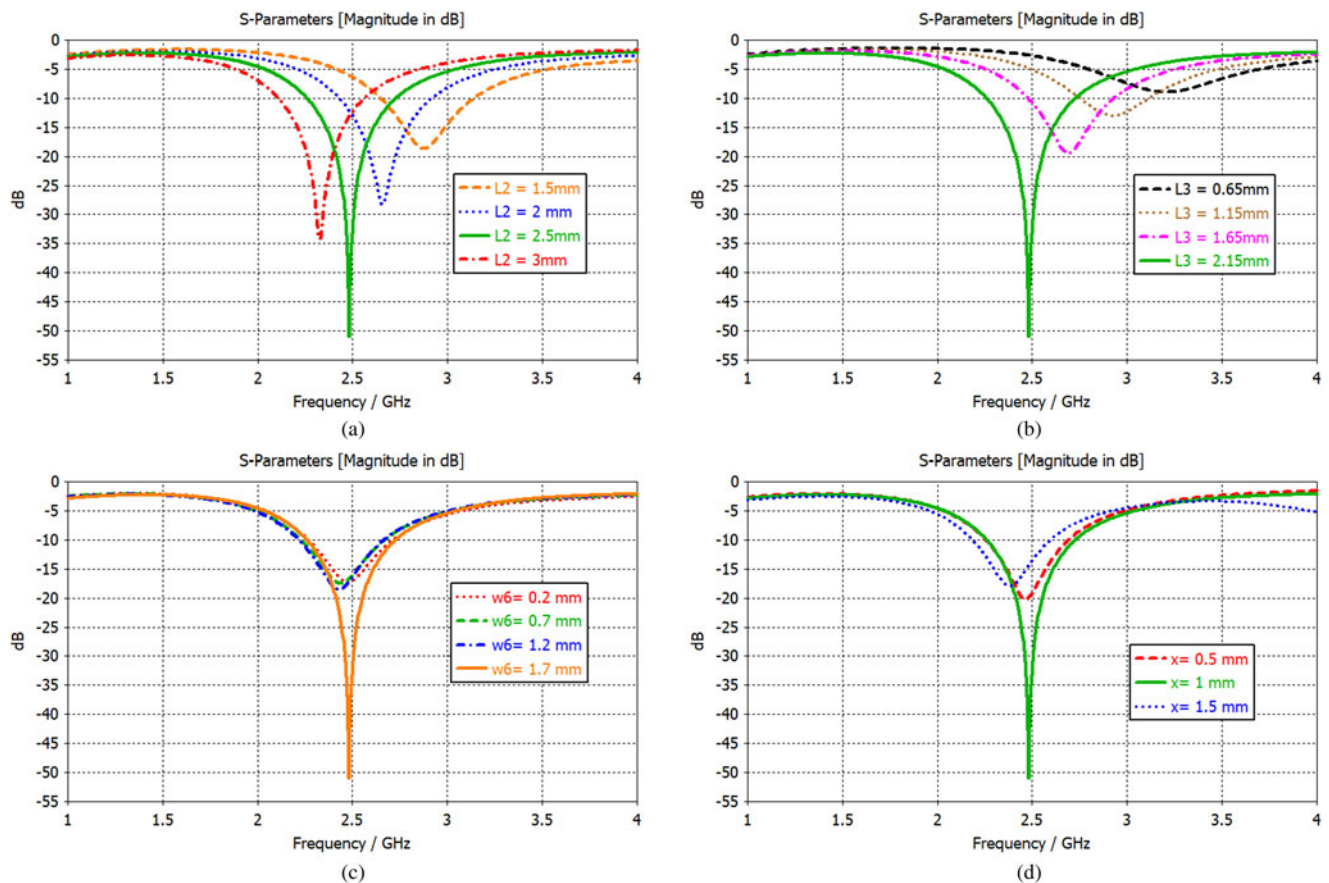 S-Parameters [Magnitude in dB]
0
-5
-10
-15
-20
-25
-30
-35
-40
-45
-50
-55
dB
L2 = 1.5mm
L2 = 2 mm
L2 = 2.5mm
L2 = 3mm
1
1.5
2
2.5
3
3.5
4
Frequency / GHz
(a)
S-Parameters [Magnitude in dB]
0
-5
-10
-15
-20
-25
-30
-35
-40
-45
-50
-55
dB
L3 = 0.65mm
L3 = 1.15mm
L3 = 1.65mm
L3 = 2.15mm
1
1.5
2
2.5
3
3.5
4
Frequency / GHz
(b)
S-Parameters [Magnitude in dB]
0
-5
-10
-15
-20
-25
-30
-35
-40
-45
-50
-55
dB
w6= 0.2 mm
w6= 0.7 mm
w6= 1.2 mm
w6= 1.7 mm
1
1.5
2
2.5
3
3.5
4
Frequency / GHz
(c)
S-Parameters [Magnitude in dB]
0
-5
-10
-15
-20
-25
-30
-35
-40
-45
-50
-55
dB
x= 0.5 mm
x= 1 mm
x= 1.5 mm
1
1.5
2
2.5
3
3.5
4
Frequency / GHz
(d)